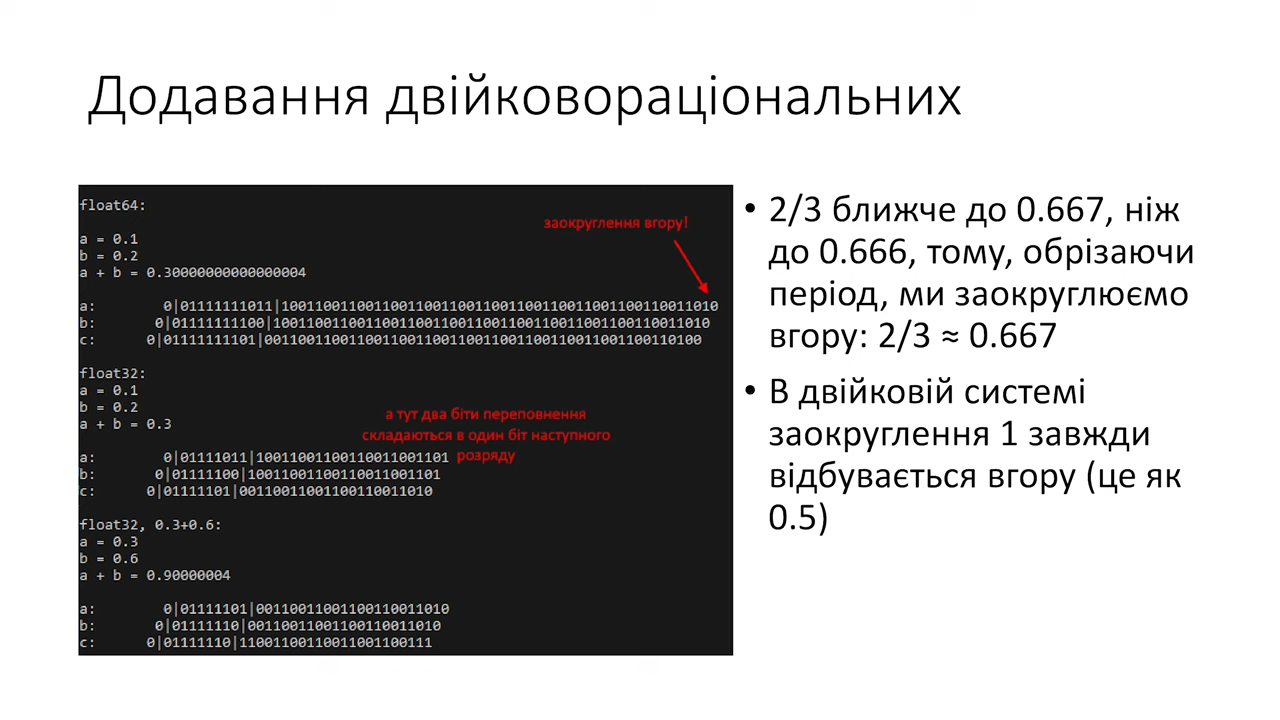 Додавання двійковораціональних
float64:
заокруглення вгору!
a = 0.1
b = 0.2
a + b = 0.30000000000000004
a: 0|01111111011|1001100110011001100110011001100110011001100110011010
b: 0|01111111100|1001100110011001100110011001100110011001100110011010
c: 0|01111111101|0011001100110011001100110011001100110011001100110100
float32:
a = 0.1
b = 0.2
a + b = 0.3
а тут два біти переповнення
складаються в один біт наступного
розряду
a: 0|01111011|10011001100110011001101
b: 0|01111100|10011001100110011001101
c: 0|01111101|00110011001100110011010
float32, 0.3+0.6:
a = 0.3
b = 0.6
a + b = 0.90000004
a: 0|01111101|00110011001100110011010
b: 0|01111110|00110011001100110011010
c: 0|01111110|11001100110011001100111
• 2/3 ближче до 0.667, ніж
до 0.666, тому, обрізаючи
період, ми заокруглюємо
вгору: 2/3 ≈ 0.667
• В двійковій системі
заокруглення 1 завжди
відбувається вгору (це як
0.5)